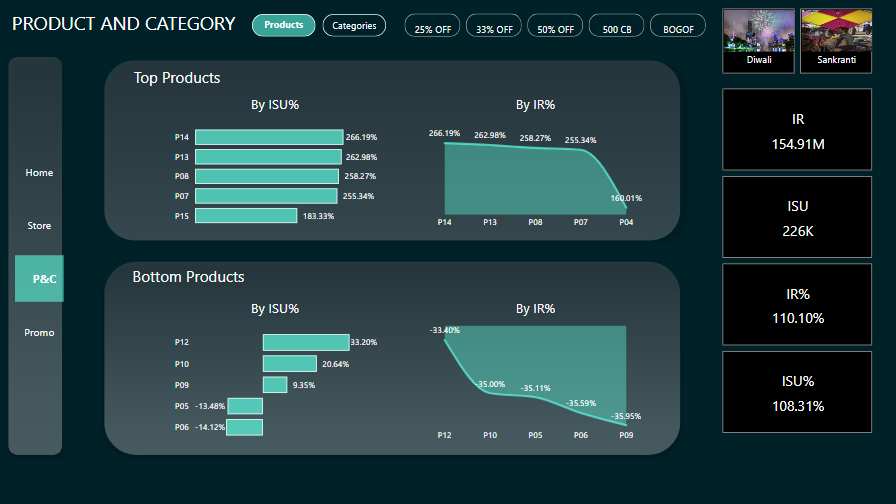 PRODUCT AND CATEGORY
Products
Categories
25% OFF
33% OFF
50% OFF
500 CB
BOGOF
Diwali
Sankranti
Home
Store
P&C
Promo
Top Products
By ISU%
P14 266.19%
P13 262.98%
P08 258.27%
P07 255.34%
P15 183.33%
By IR%
266.19% 262.98% 258.27% 255.34% 160.01%
P14 P13 P08 P07 P04
Bottom Products
By ISU%
P12 33.20%
P10 20.64%
P09 9.35%
P05 -13.48%
P06 -14.12%
By IR%
-33.40% -35.00% -35.11% -35.59% -35.95%
P12 P10 P05 P06 P09
IR
154.91M
ISU
226K
IR%
110.10%
ISU%
108.31%